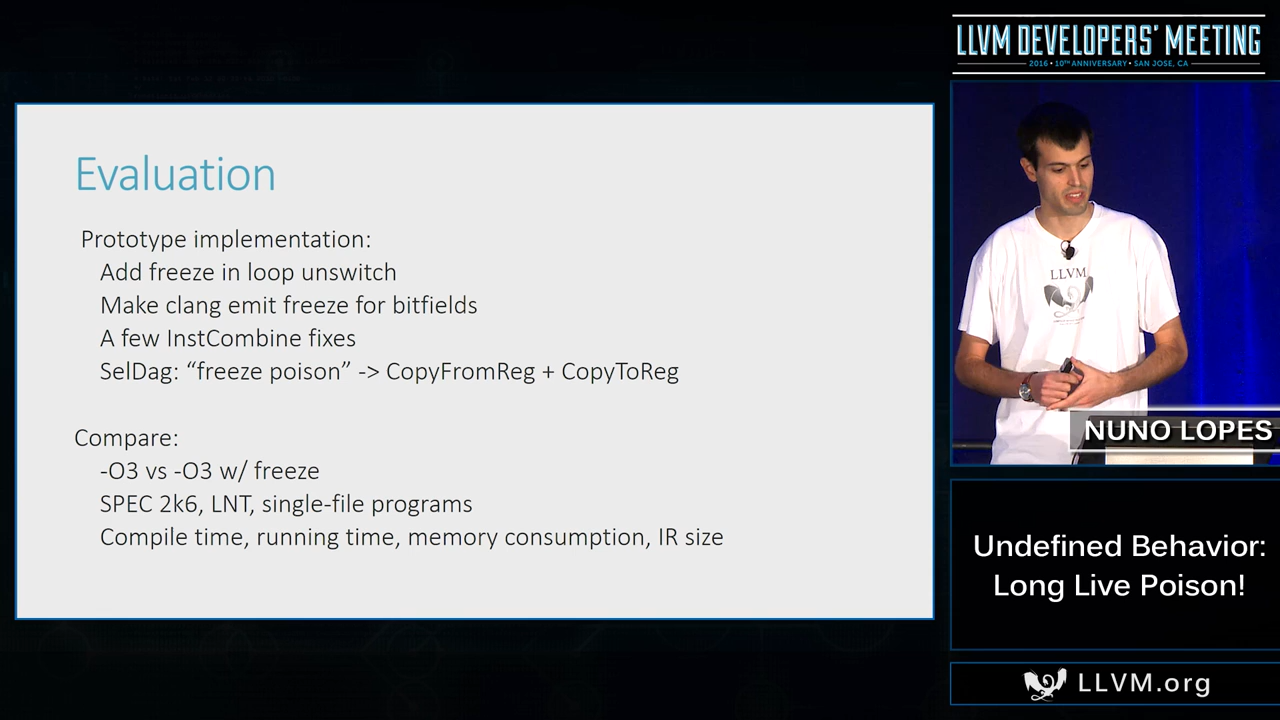 LLVM DEVELOPERS' MEETING
2016 • 10TH ANNIVERSARY • SAN JOSE, CA
Evaluation
Prototype implementation:
Add freeze in loop unswitch
Make clang emit freeze for bitfields
A few InstCombine fixes
SelDag: “freeze poison” -> CopyFromReg + CopyToReg
Compare:
-O3 vs -O3 w/ freeze
SPEC 2k6, LNT, single-file programs
Compile time, running time, memory consumption, IR size
LLVM
NUNO LOPES
Undefined Behavior:
Long Live Poison!
LLVM.org